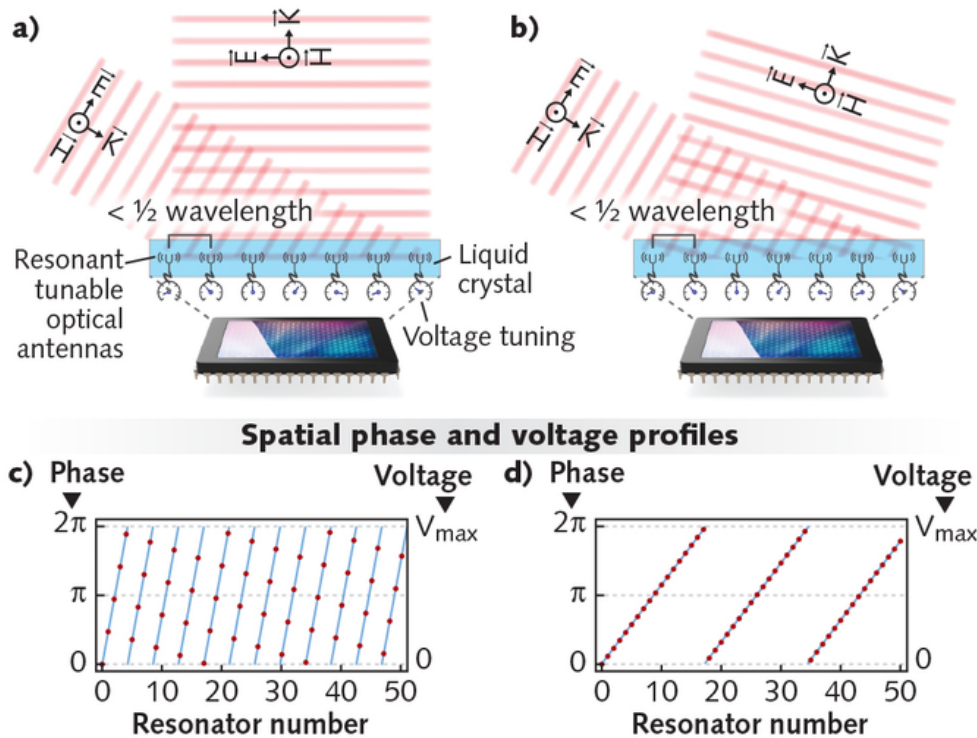 a)
K⃗
E⃗ H⃗
E⃗
H⃗ K⃗
< ½ wavelength
Resonant
tunable
optical
antennas
Liquid
crystal
Voltage tuning
b)
K⃗
E⃗ H⃗
E⃗
H⃗ K⃗
< ½ wavelength
Spatial phase and voltage profiles
c) Phase Voltage
2π Vmax
π
0 0
0 10 20 30 40 50
Resonator number
d) Phase Voltage
2π Vmax
π
0 0
0 10 20 30 40 50
Resonator number